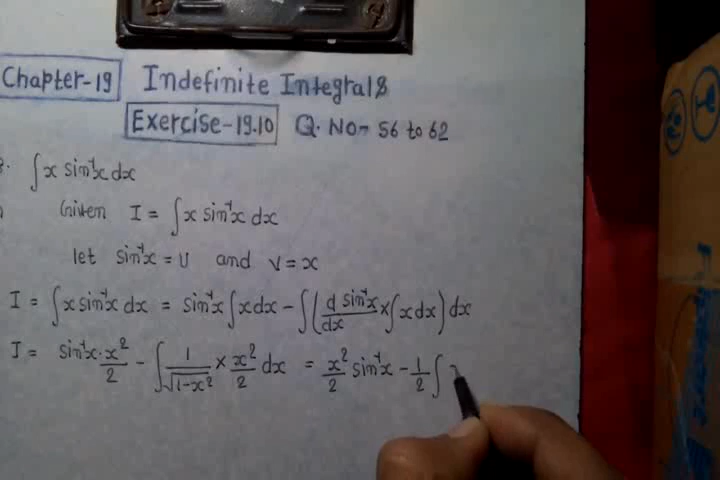 Chapter-19 Indefinite Integrals
Exercise-19.10 Q. No- 56 to 62
∫x sin⁻¹x dx
Given I = ∫x sin⁻¹x dx
let sin⁻¹x = U and V = x
I = ∫x sin⁻¹x dx = sin⁻¹x ∫x dx − ∫(d/dx sin⁻¹x × ∫x dx) dx
I = sin⁻¹x · x²/2 − ∫ 1/√(1−x²) × x²/2 dx = x²/2 sin⁻¹x − 1/2 ∫